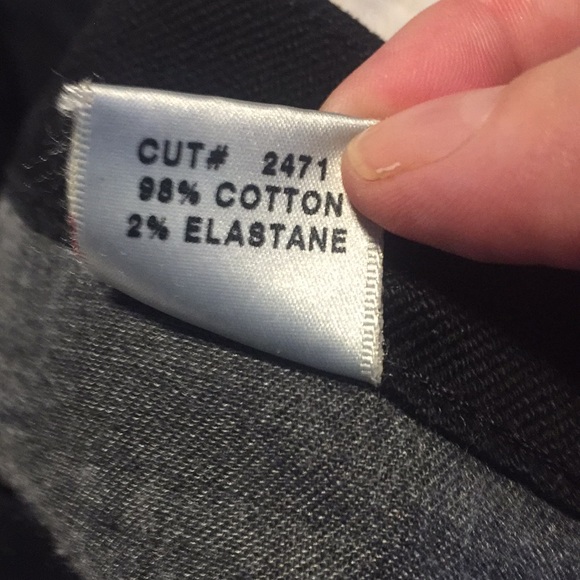 CUT# 2471
98% COTTON
2% ELASTANE